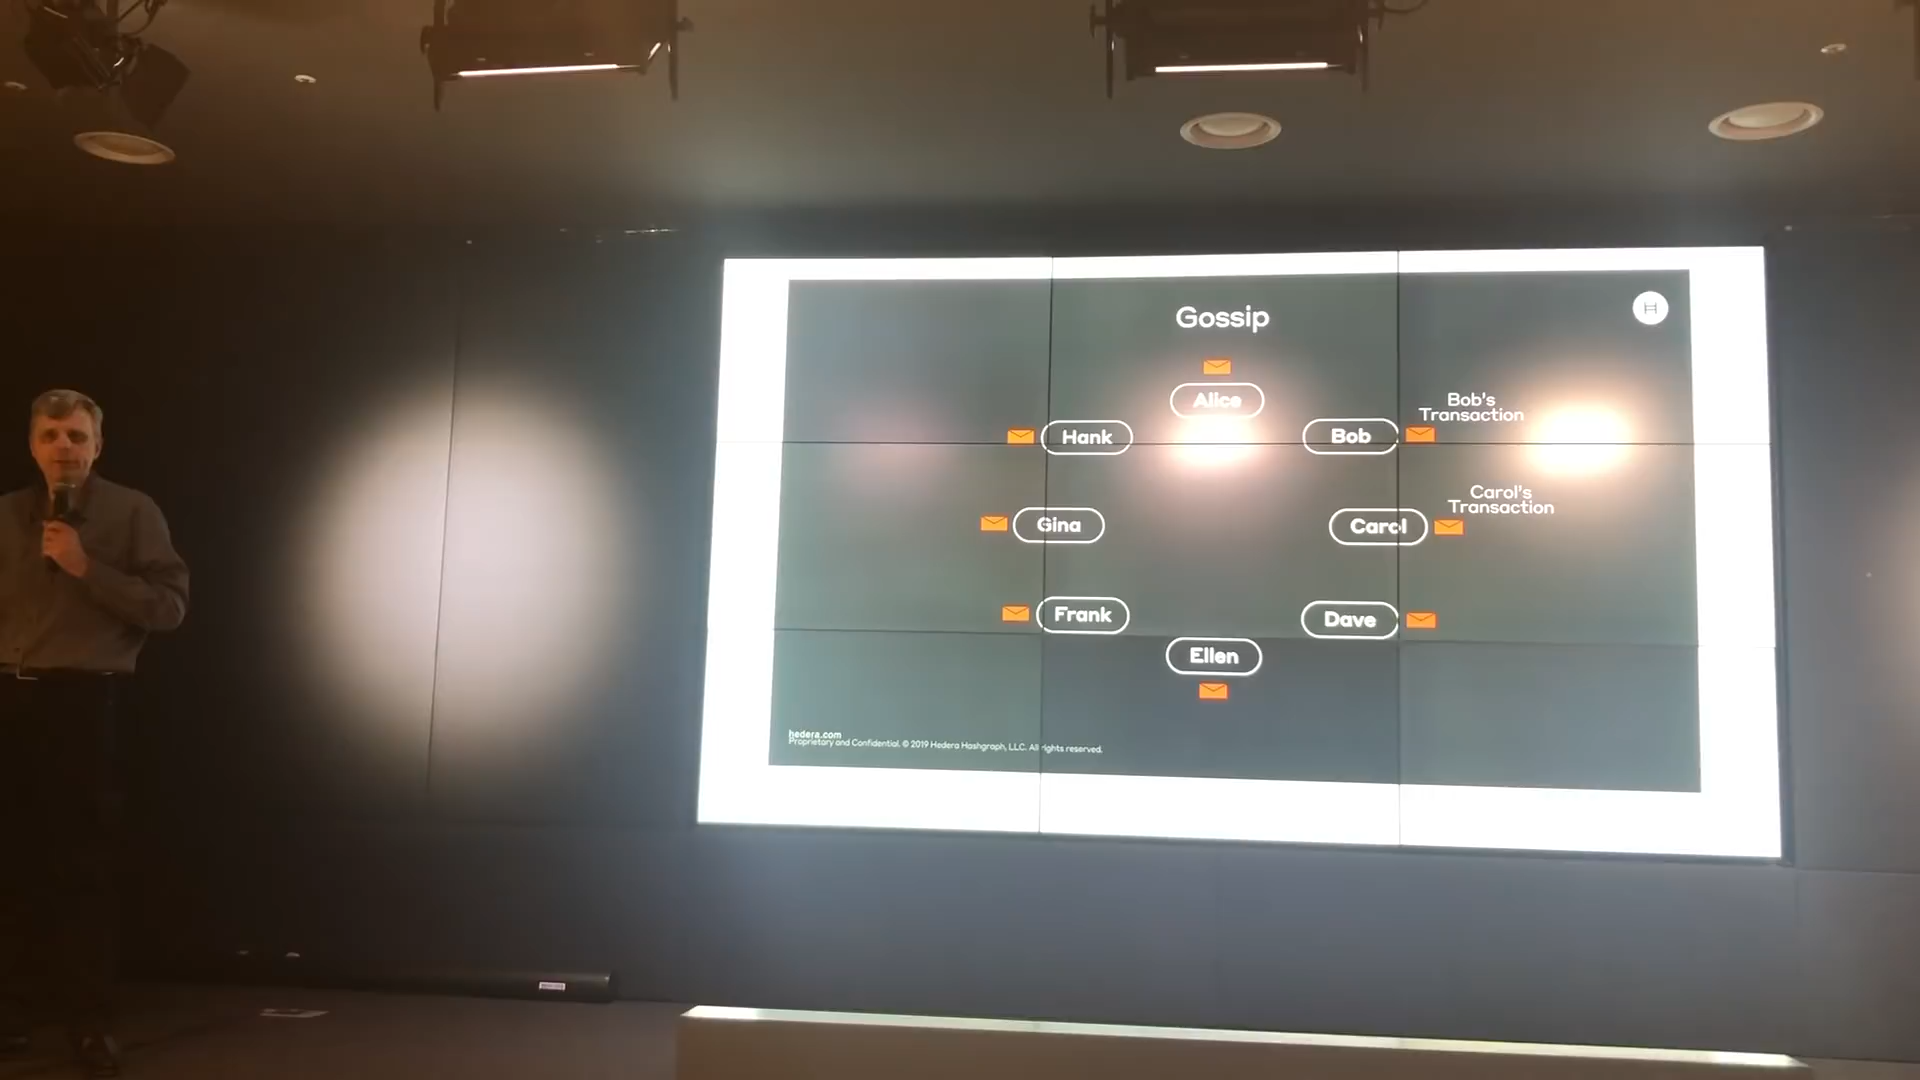 Gossip
Alice
Hank
Bob
Bob's
Transaction
Gina
Carol
Carol's
Transaction
Frank
Dave
Ellen
hedera.com
Proprietary and Confidential. © 2019 Hedera Hashgraph, LLC. All rights reserved.